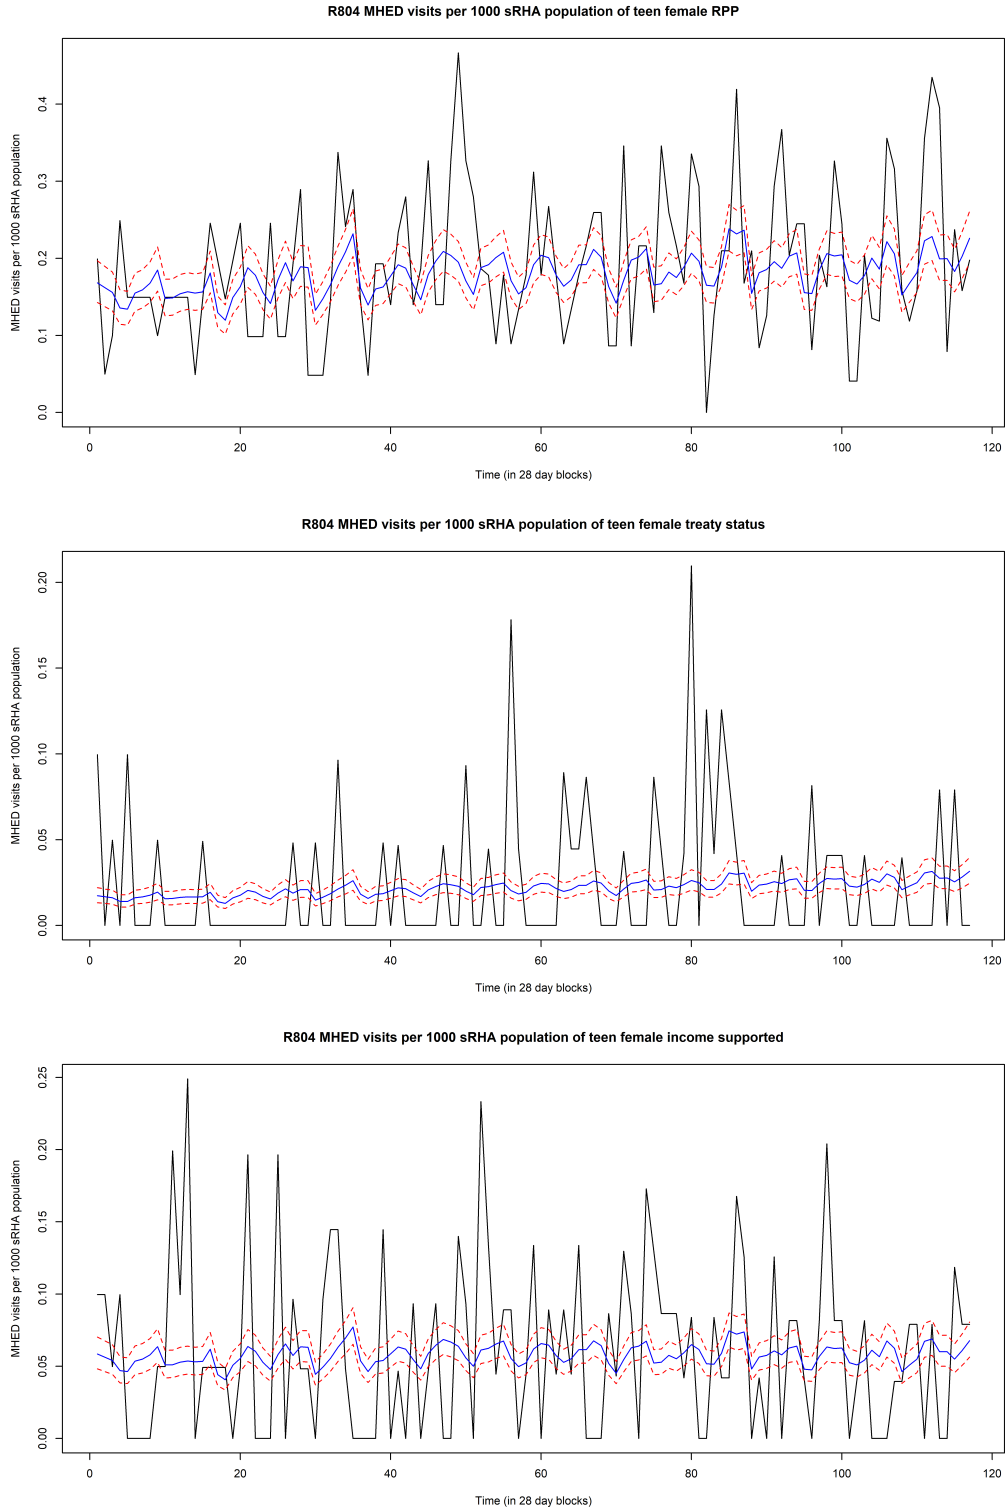 R804 MHED visits per 1000 sRHA population of teen female RPP
MHED visits per 1000 sRHA population
0.0 0.1 0.2 0.3 0.4
0 20 40 60 80 100 120
Time (in 28 day blocks)
R804 MHED visits per 1000 sRHA population of teen female treaty status
MHED visits per 1000 sRHA population
0.00 0.05 0.10 0.15 0.20
0 20 40 60 80 100 120
Time (in 28 day blocks)
R804 MHED visits per 1000 sRHA population of teen female income supported
MHED visits per 1000 sRHA population
0.00 0.05 0.10 0.15 0.20 0.25
0 20 40 60 80 100 120
Time (in 28 day blocks)